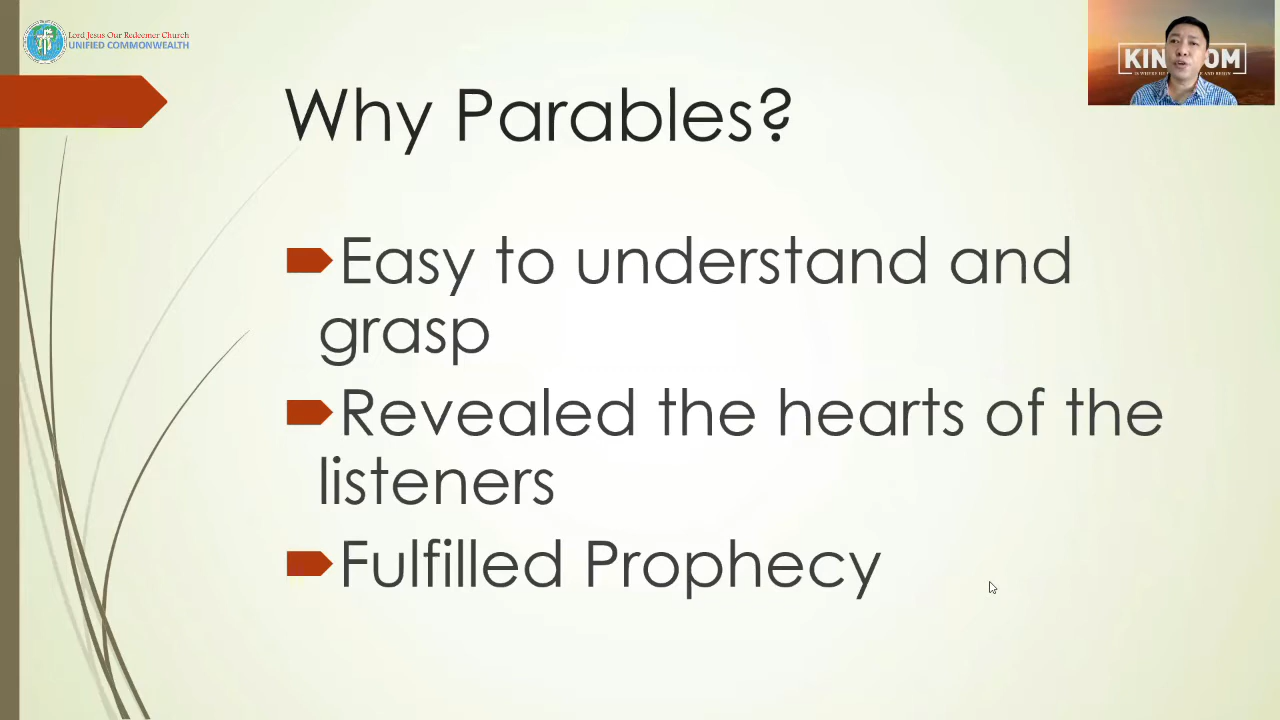 Lord Jesus Our Redeemer Church
UNIFIED COMMONWEALTH
Why Parables?
Easy to understand and
grasp
Revealed the hearts of the
listeners
Fulfilled Prophecy